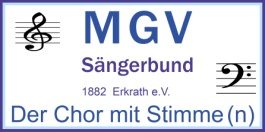 MGV
Sängerbund
1882 Erkrath e.V.
Der Chor mit Stimme(n)